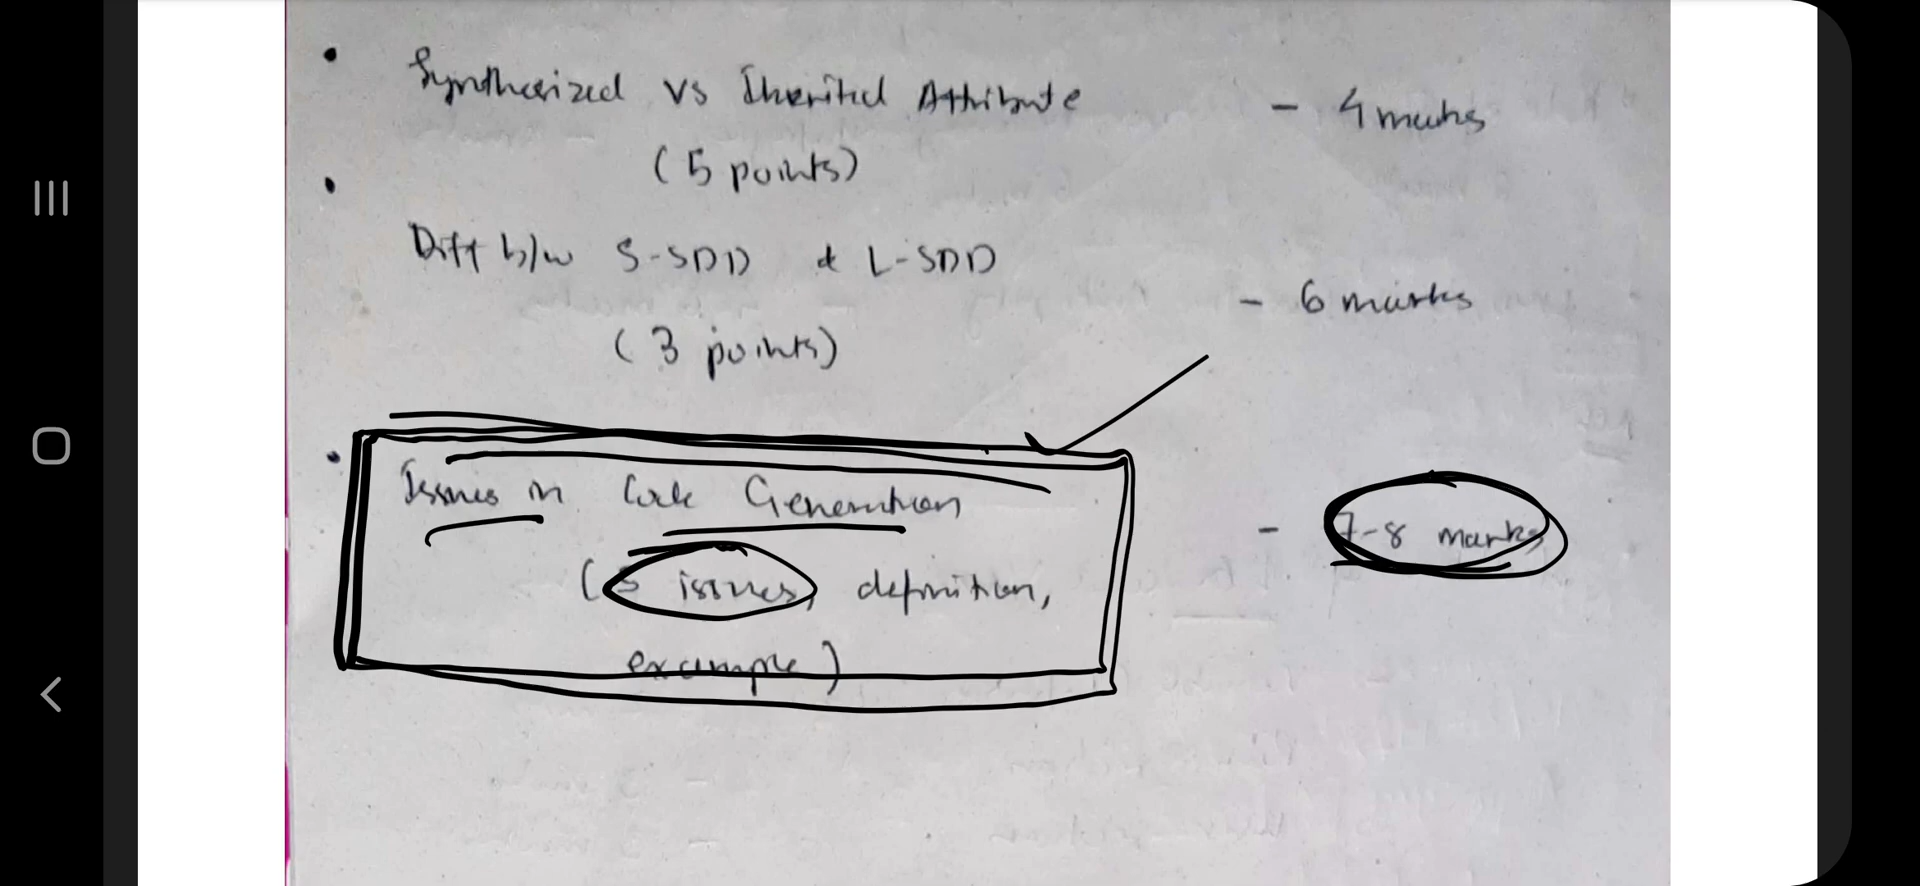 Synthesized vs Inherited Attribute - 4 marks
(5 points)
Diff b/w S-SDD & L-SDD
- 6 marks
(3 points)
Issues in Code Generation
- 7-8 marks
(5 issues, definition,
example)